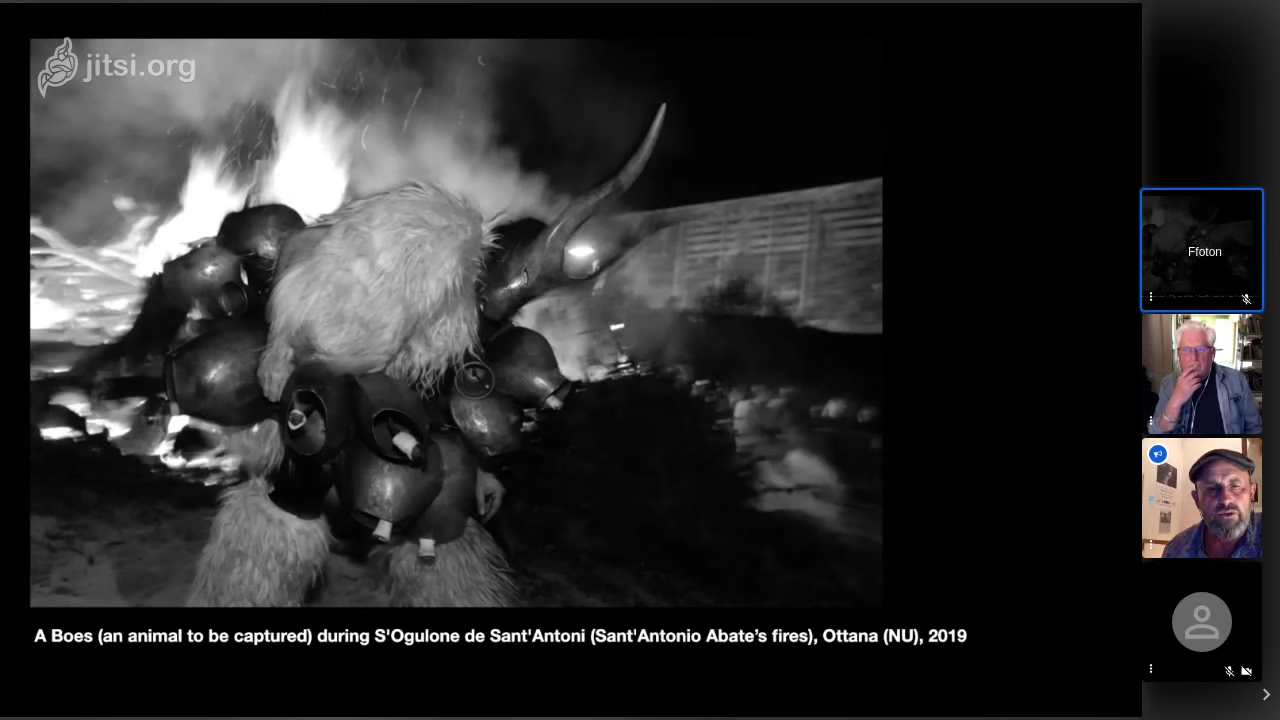 jitsi.org
Ffoton
A Boes (an animal to be captured) during S'Ogulone de Sant'Antoni (Sant'Antonio Abate’s fires), Ottana (NU), 2019